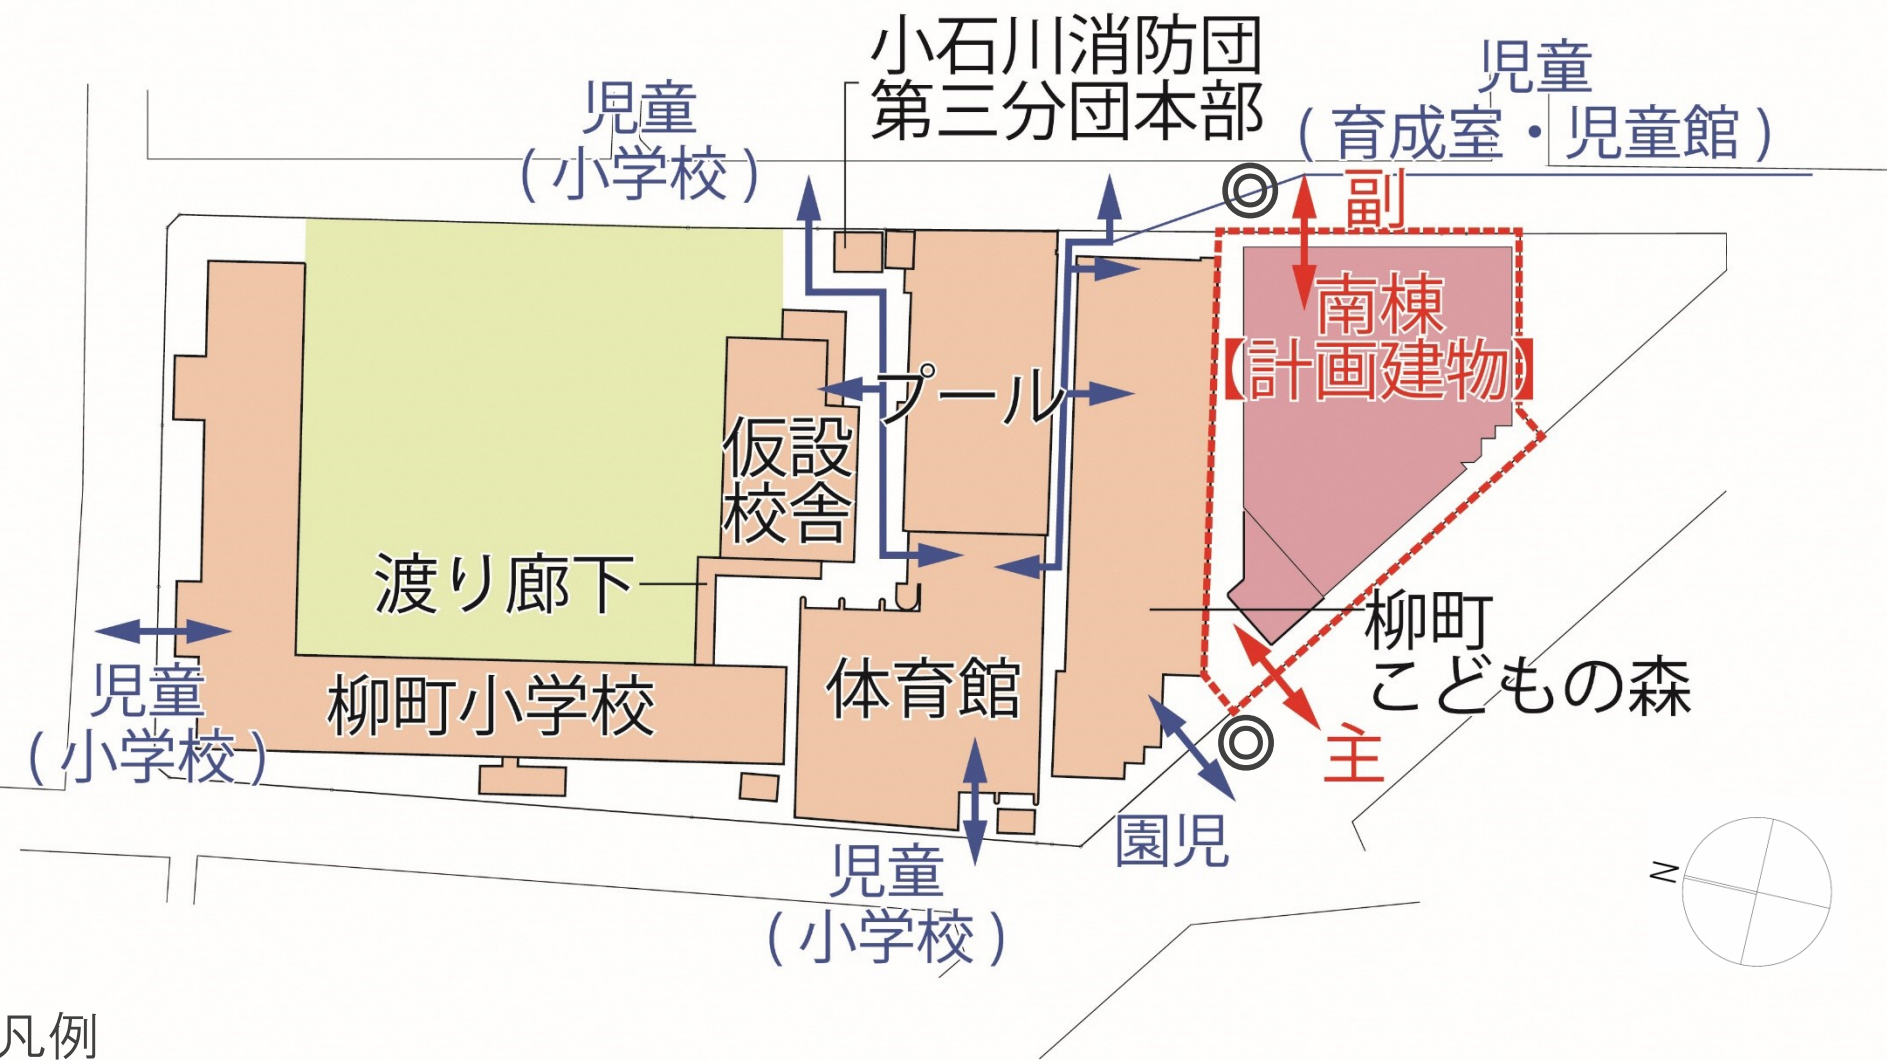 小石川消防団
第三分団本部
児童
(小学校)
児童
(育成室・児童館)
副
南棟
【計画建物】
プール
仮設
校舎
渡り廊下
柳町
こどもの森
体育館
柳町小学校
児童
(小学校)
主
園児
児童
(小学校)
N
凡例